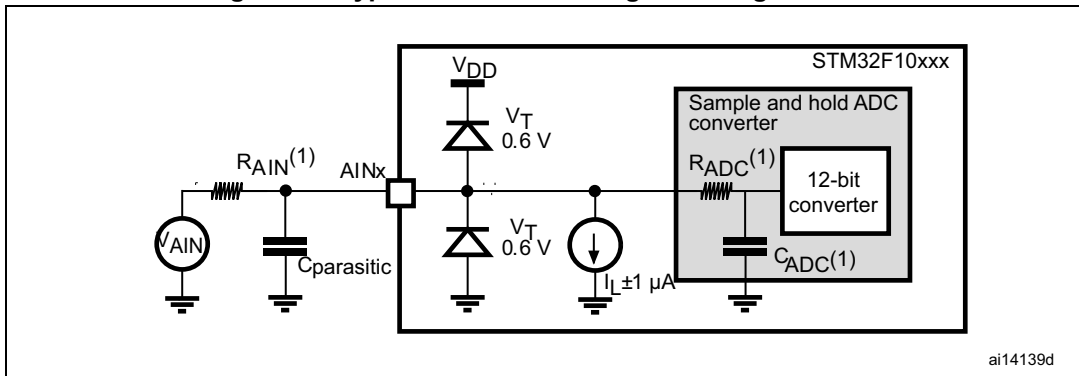 STM32F10xxx
VDD
Sample and hold ADC
converter
VT
0.6 V
RAIN(1)
AINx
RADC(1)
12-bit
converter
VT
0.6 V
VAIN
Cparasitic
IL±1 µA
CADC(1)
ai14139d